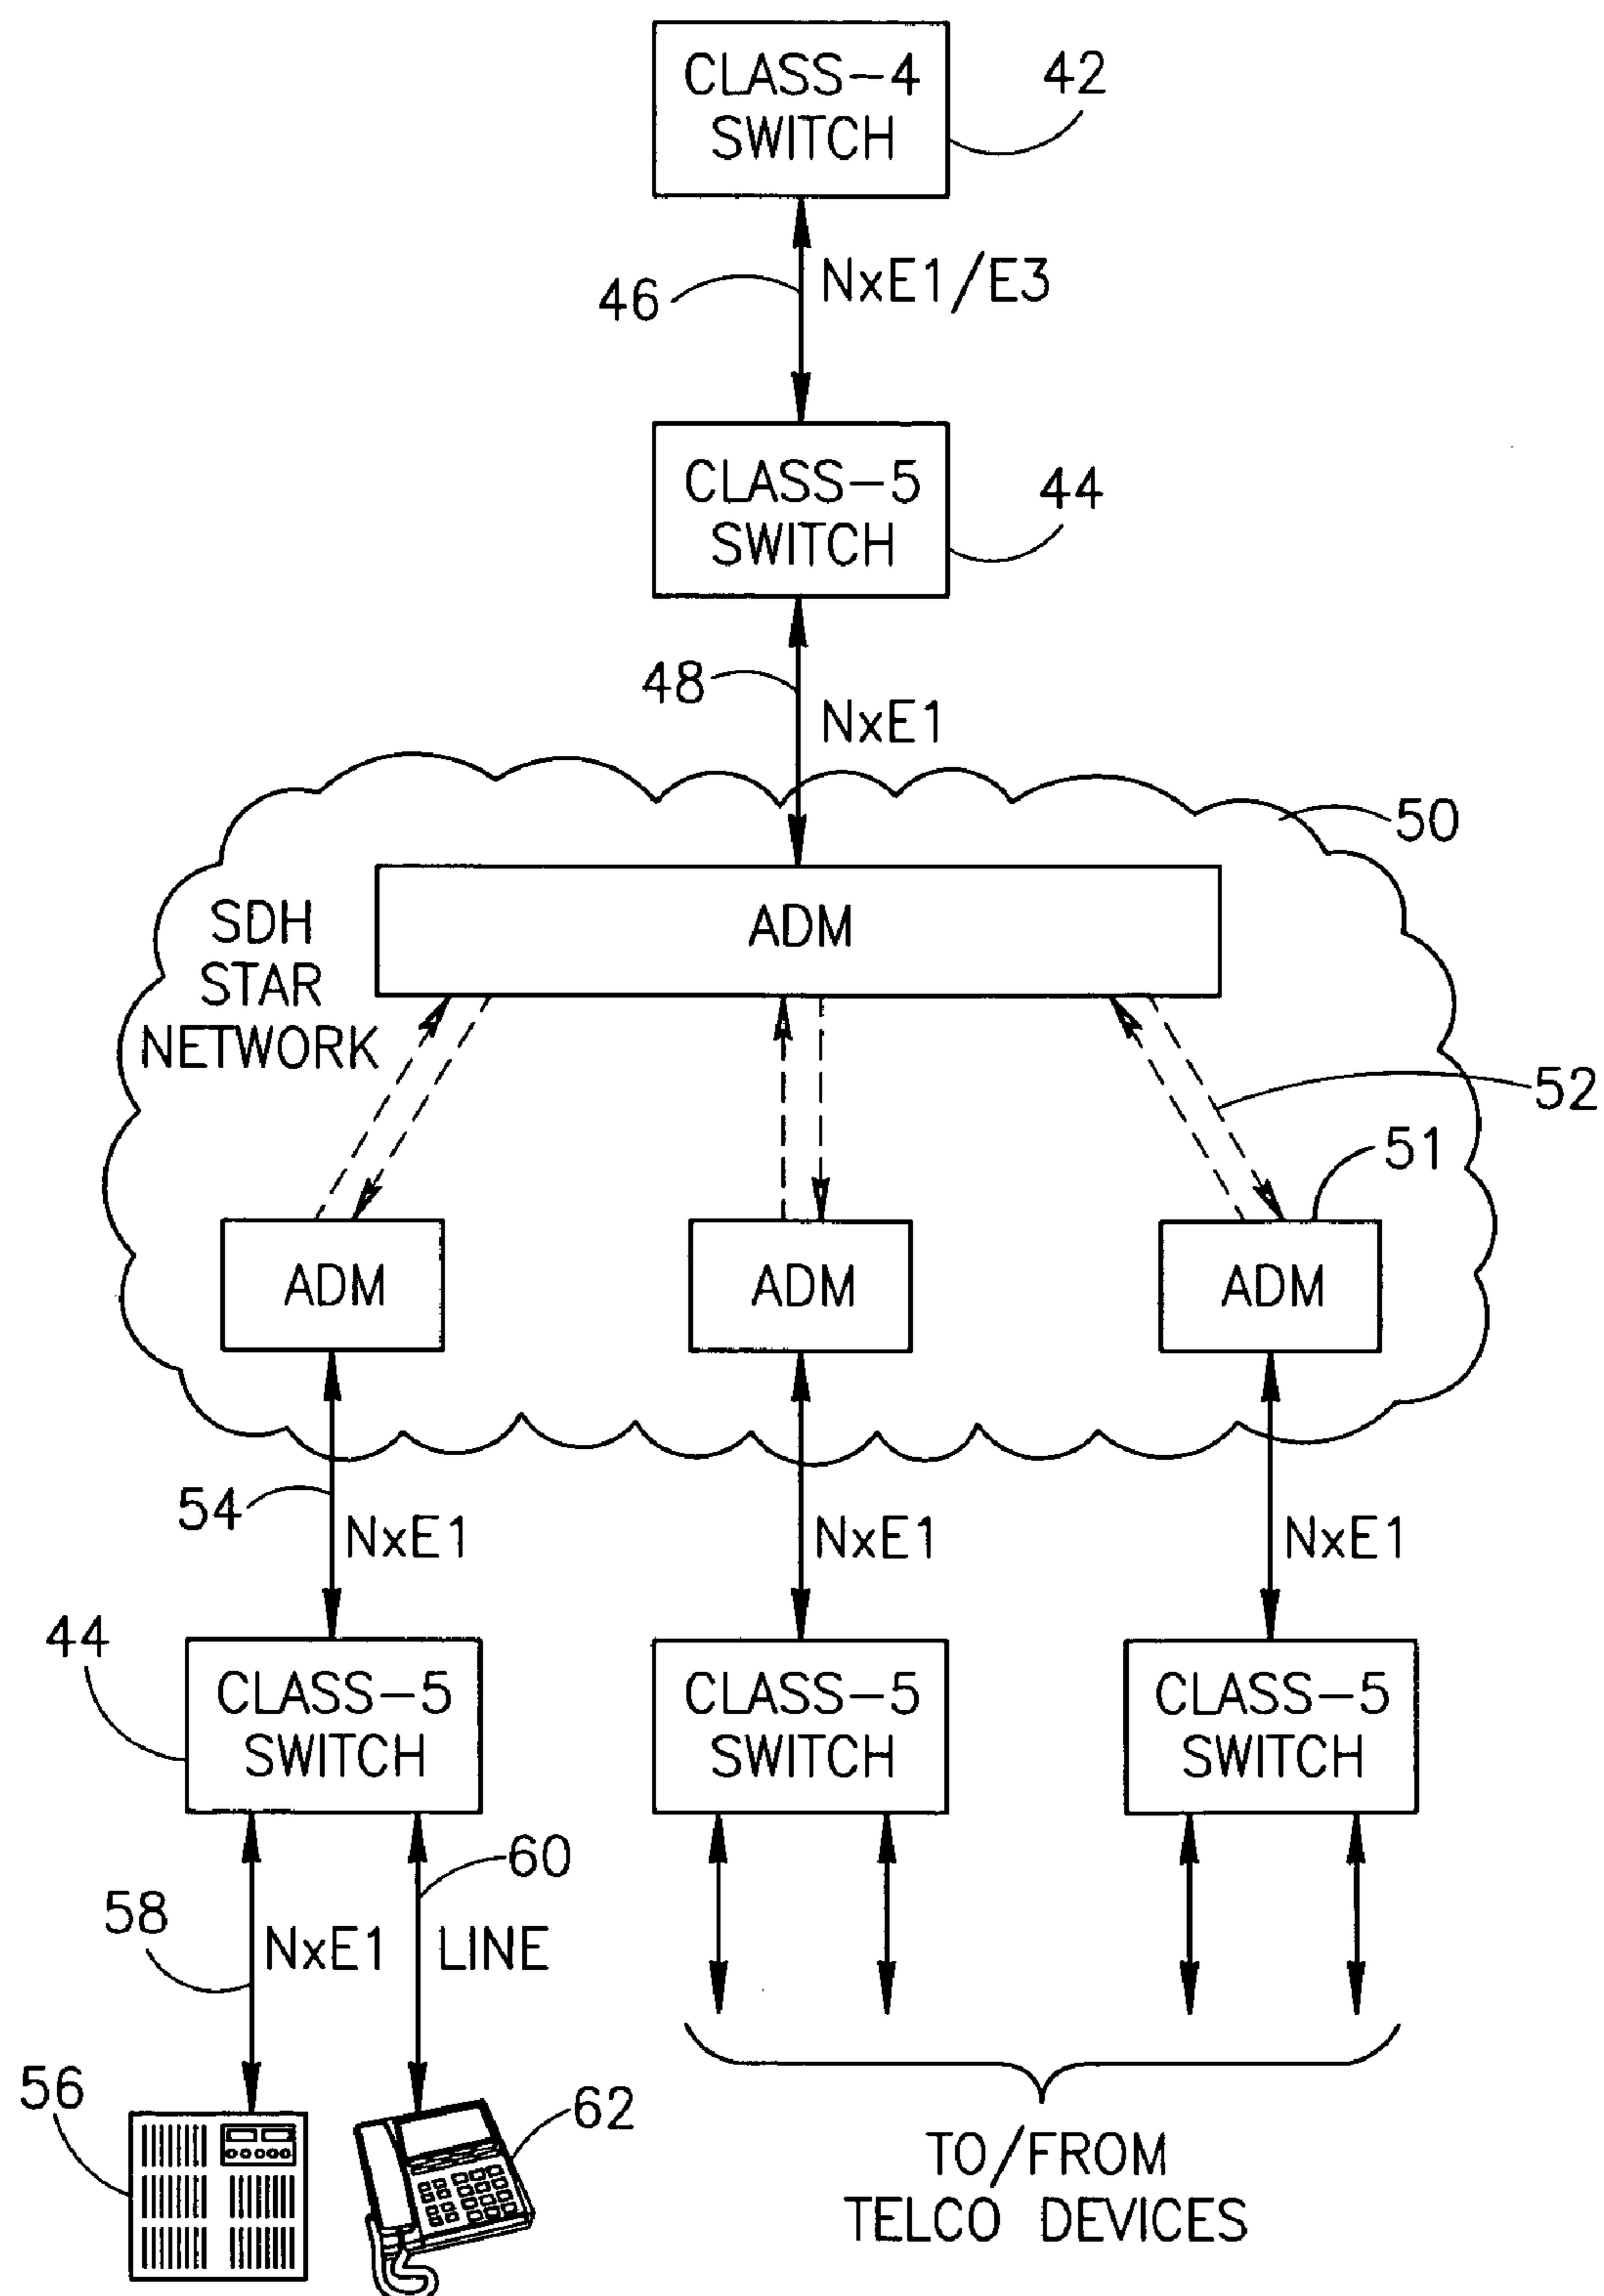 CLASS-4
SWITCH
42
46
NxE1/E3
CLASS-5
SWITCH
44
48
NxE1
50
ADM
SDH
STAR
NETWORK
52
51
ADM
ADM
ADM
54
NxE1
NxE1
NxE1
44
CLASS-5
SWITCH
CLASS-5
SWITCH
CLASS-5
SWITCH
60
58
NxE1
LINE
56
62
TO/FROM
TELCO DEVICES